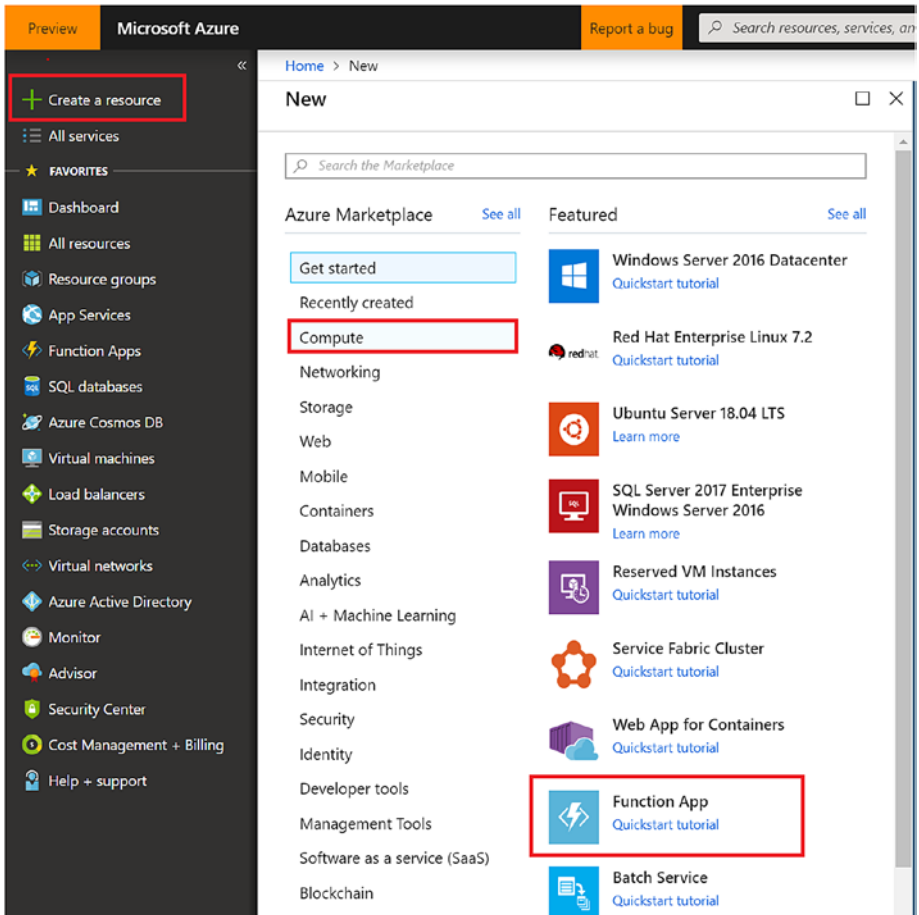 Preview
Microsoft Azure
Report a bug
Search resources, services, an
«
Create a resource
All services
FAVORITES
Dashboard
All resources
Resource groups
App Services
Function Apps
SQL databases
Azure Cosmos DB
Virtual machines
Load balancers
Storage accounts
Virtual networks
Azure Active Directory
Monitor
Advisor
Security Center
Cost Management + Billing
Help + support
Home > New
New
Search the Marketplace
Azure Marketplace
See all
Get started
Recently created
Compute
Networking
Storage
Web
Mobile
Containers
Databases
Analytics
AI + Machine Learning
Internet of Things
Integration
Security
Identity
Developer tools
Management Tools
Software as a service (SaaS)
Blockchain
Featured
See all
Windows Server 2016 Datacenter
Quickstart tutorial
redhat
Red Hat Enterprise Linux 7.2
Quickstart tutorial
Ubuntu Server 18.04 LTS
Learn more
SQL
SQL Server 2017 Enterprise
Windows Server 2016
Learn more
Reserved VM Instances
Quickstart tutorial
Service Fabric Cluster
Quickstart tutorial
Web App for Containers
Quickstart tutorial
Function App
Quickstart tutorial
Batch Service
Quickstart tutorial